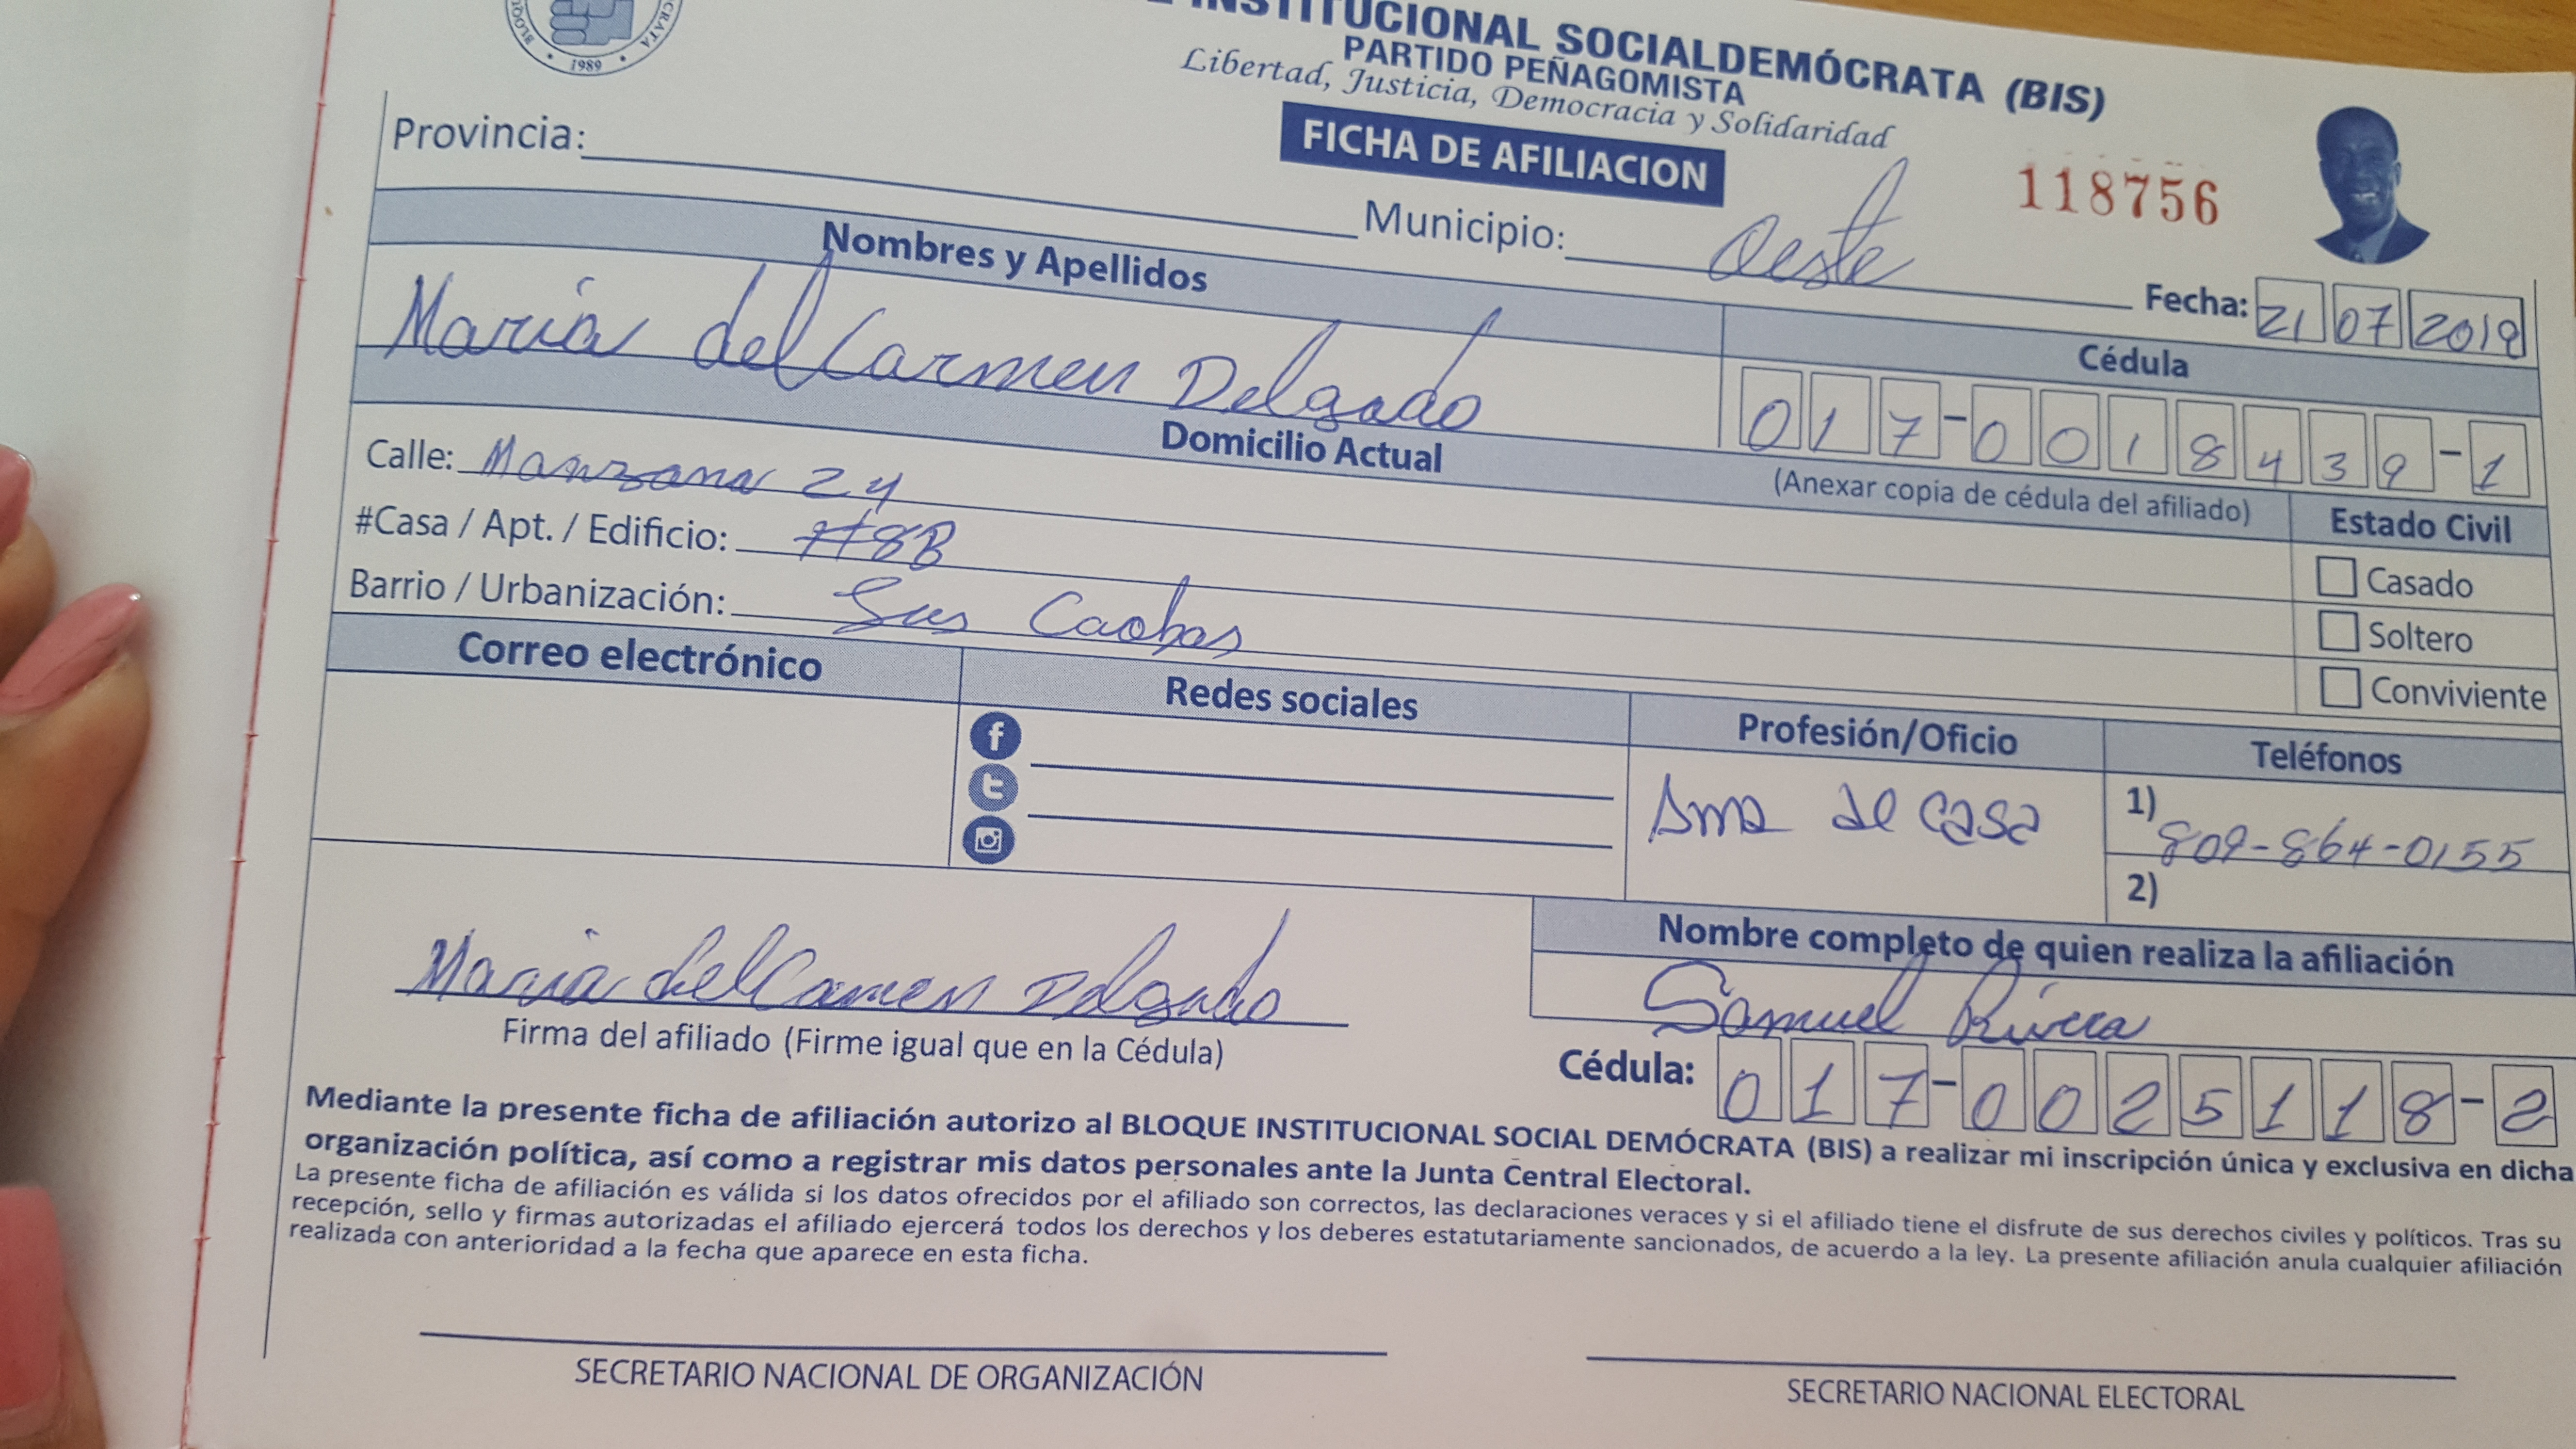 INSTITUCIONAL SOCIALDEMÓCRATA (BIS)
PARTIDO PEÑAGOMISTA
Libertad, Justicia, Democracia y Solidaridad
1989
FICHA DE AFILIACION
118756
Provincia:
Municipio: Oeste
Fecha: 21 07 2019
Nombres y Apellidos
Cédula
Maria del Carmen Delgado
017-0018439-1
(Anexar copia de cédula del afiliado)
Domicilio Actual
Estado Civil
Calle: Manzana 24
#Casa / Apt. / Edificio: #8B
Barrio / Urbanización: Caobas
Casado
Soltero
Conviviente
Correo electrónico
Redes sociales
Profesión/Oficio
Teléfonos
Ama de casa
1) 809-864-0155
2)
Nombre completo de quien realiza la afiliación
Samuel Rivera
Maria del Carmen Delgado
Firma del afiliado (Firme igual que en la Cédula)
Cédula: 017-0025118-2
Mediante la presente ficha de afiliación autorizo al BLOQUE INSTITUCIONAL SOCIAL DEMÓCRATA (BIS) a realizar mi inscripción única y exclusiva en dicha
organización política, así como a registrar mis datos personales ante la Junta Central Electoral.
La presente ficha de afiliación es válida si los datos ofrecidos por el afiliado son correctos, las declaraciones veraces y si el afiliado tiene el disfrute de sus derechos civiles y políticos. Tras su
recepción, sello y firmas autorizadas el afiliado ejercerá todos los derechos y los deberes estatutariamente sancionados, de acuerdo a la ley. La presente afiliación anula cualquier afiliación
realizada con anterioridad a la fecha que aparece en esta ficha.
SECRETARIO NACIONAL DE ORGANIZACIÓN
SECRETARIO NACIONAL ELECTORAL